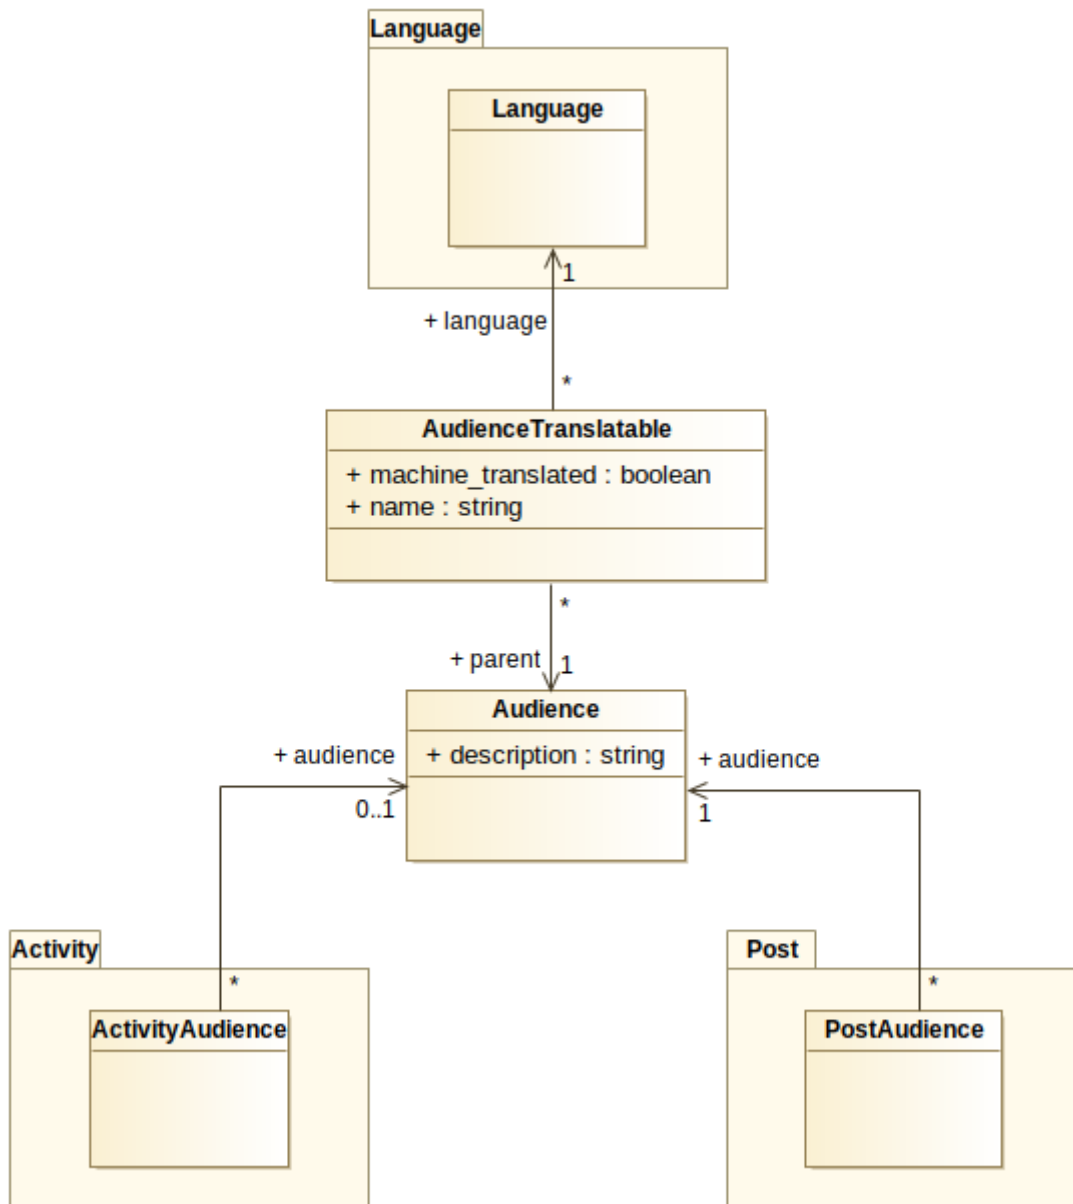 Language
Language
1
+ language
*
AudienceTranslatable
+ machine_translated : boolean
+ name : string
*
+ parent
1
Audience
+ description : string
+ audience
0..1
+ audience
1
Activity
*
ActivityAudience
Post
*
PostAudience